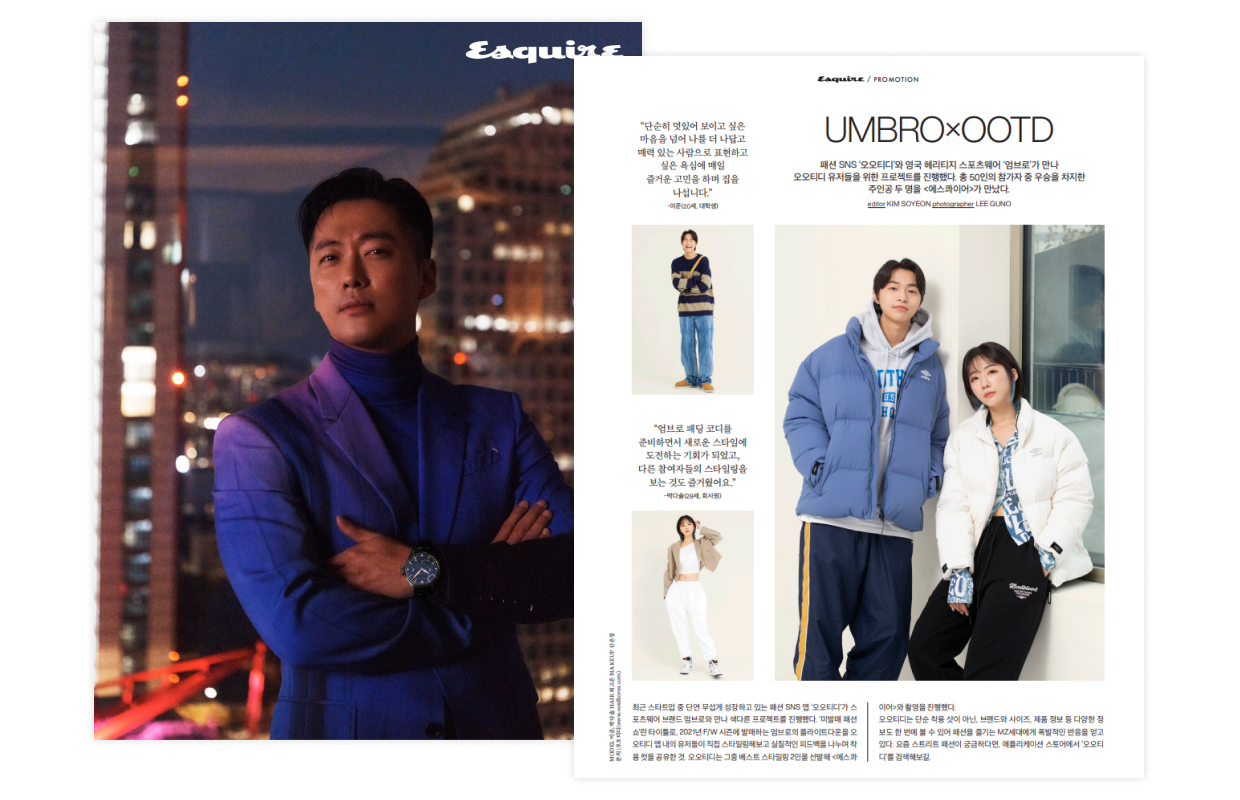 Esquire
Esquire / PROMOTION
“단순히 멋있어 보이고 싶은
마음을 넘어 나를 더 나답고
매력 있는 사람으로 표현하고
싶은 욕심에 매일
즐거운 고민을 하며 집을
나섭니다.”
-이준(20세, 대학생)
UMBRO×OOTD
패션 SNS ‘오오티디’와 영국 헤리티지 스포츠웨어 ‘엄브로’가 만나
오오티디 유저들을 위한 프로젝트를 진행했다. 총 50인의 참가자 중 우승을 차지한
주인공 두 명을 <에스콰이어>가 만났다.
editor KIM SOYEON photographer LEE GUNO
“엄브로 패딩 코디를
준비하면서 새로운 스타일에
도전하는 기회가 되었고,
다른 참여자들의 스타일링을
보는 것도 즐거웠어요.”
-박다솔(29세, 회사원)
MODEL 이준, 박다솔 HAIR 최고은 MAKEUP 신은영
문의 오오티디(www.ootdkorea.com)
최근 스타트업 중 단연 무섭게 성장하고 있는 패션 SNS 앱 ‘오오티디’가 스
포츠웨어 브랜드 엄브로와 만나 색다른 프로젝트를 진행했다. ‘미발매 패션
쇼’란 타이틀로, 2021년 F/W 시즌에 발매하는 엄브로의 플라이트다운을 오
오티디 앱 내의 유저들이 직접 스타일링해보고 실질적인 피드백을 나누며 착
용 컷을 공유한 것. 오오티디는 그중 베스트 스타일링 2인을 선발해 <에스콰
이어>와 촬영을 진행했다.
오오티디는 단순 착용 샷이 아닌, 브랜드와 사이즈, 제품 정보 등 다양한 정
보도 한 번에 볼 수 있어 패션을 즐기는 MZ세대에게 폭발적인 반응을 얻고
있다. 요즘 스트리트 패션이 궁금하다면, 애플리케이션 스토어에서 ‘오오티
디’를 검색해보길.